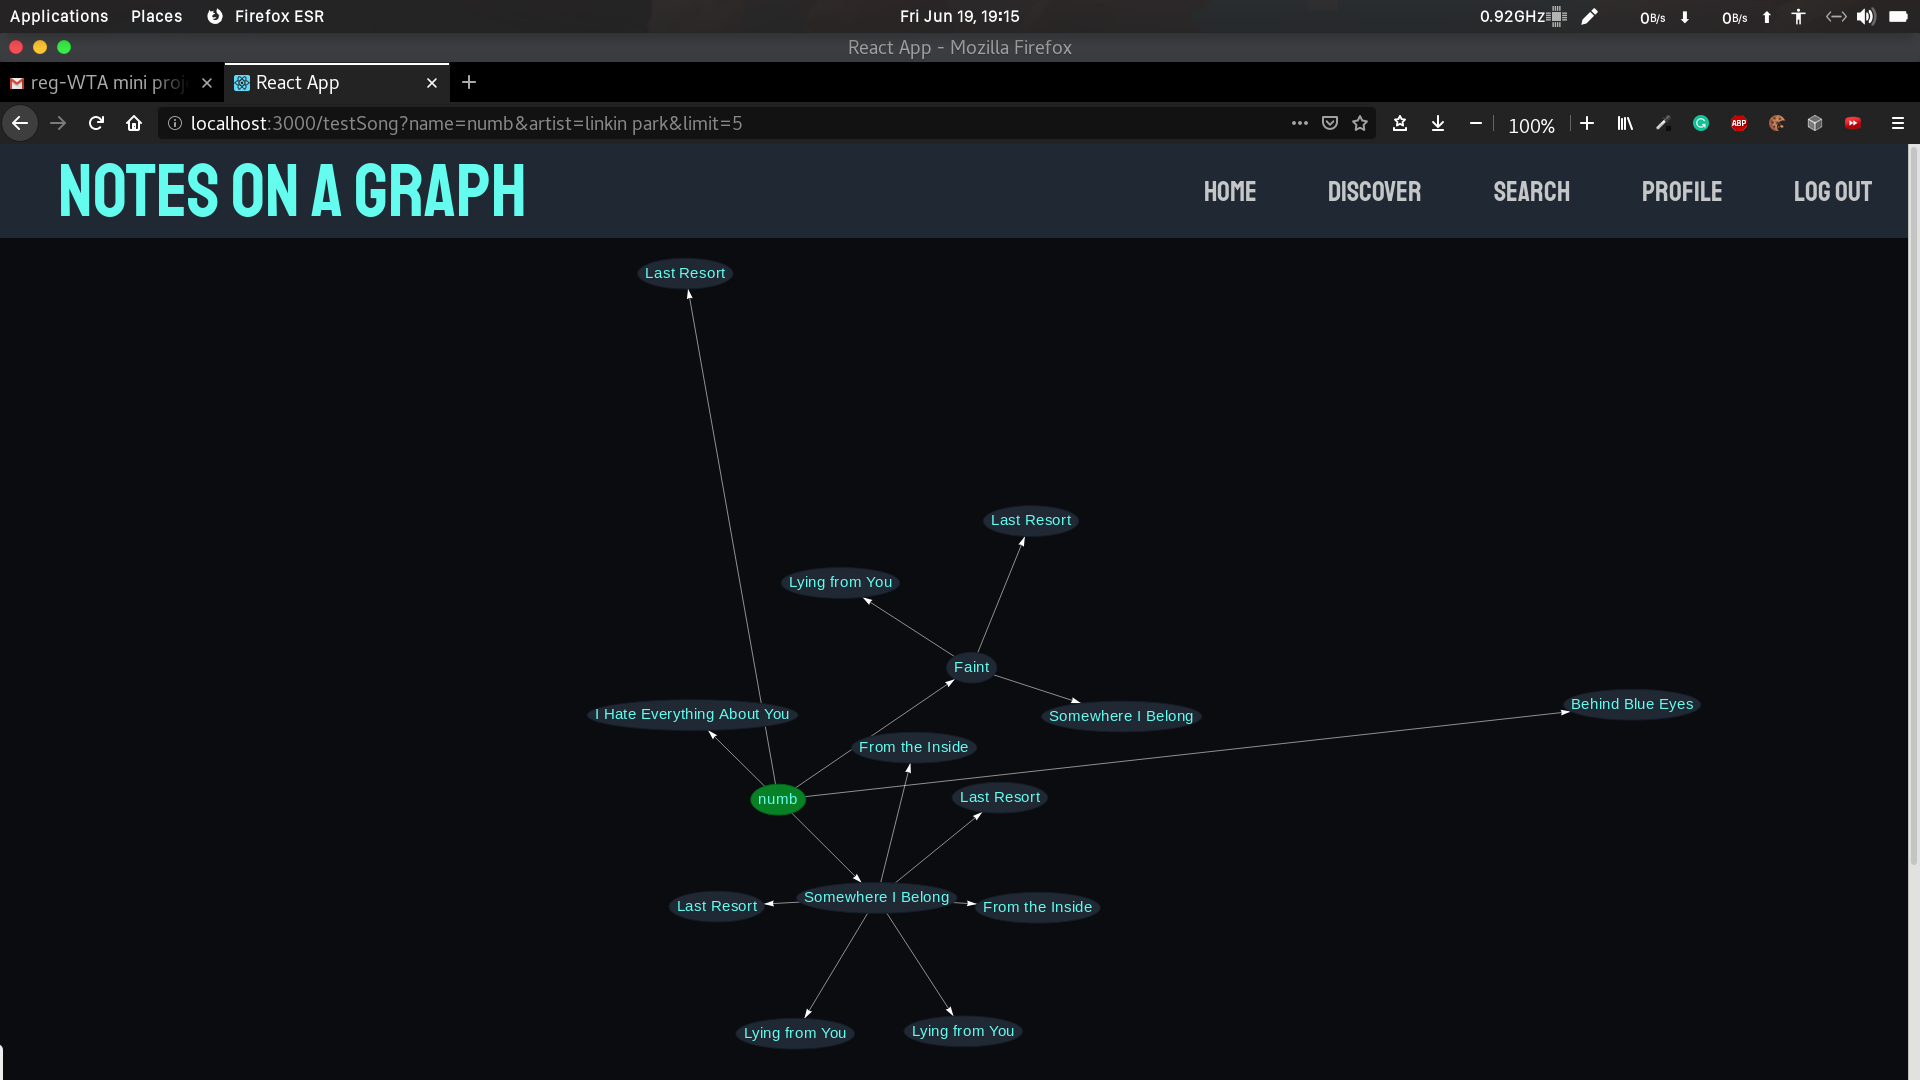 Applications Places Firefox ESR Fri Jun 19, 19:15 0.92GHz 0B/s 0B/s
React App - Mozilla Firefox
reg-WTA mini proj React App
localhost:3000/testSong?name=numb&artist=linkin park&limit=5 100% ABP
NOTES ON A GRAPH HOME DISCOVER SEARCH PROFILE LOG OUT
Last Resort
Last Resort
Lying from You
Faint
Behind Blue Eyes
I Hate Everything About You
Somewhere I Belong
From the Inside
Last Resort
numb
Somewhere I Belong
Last Resort
From the Inside
Lying from You
Lying from You